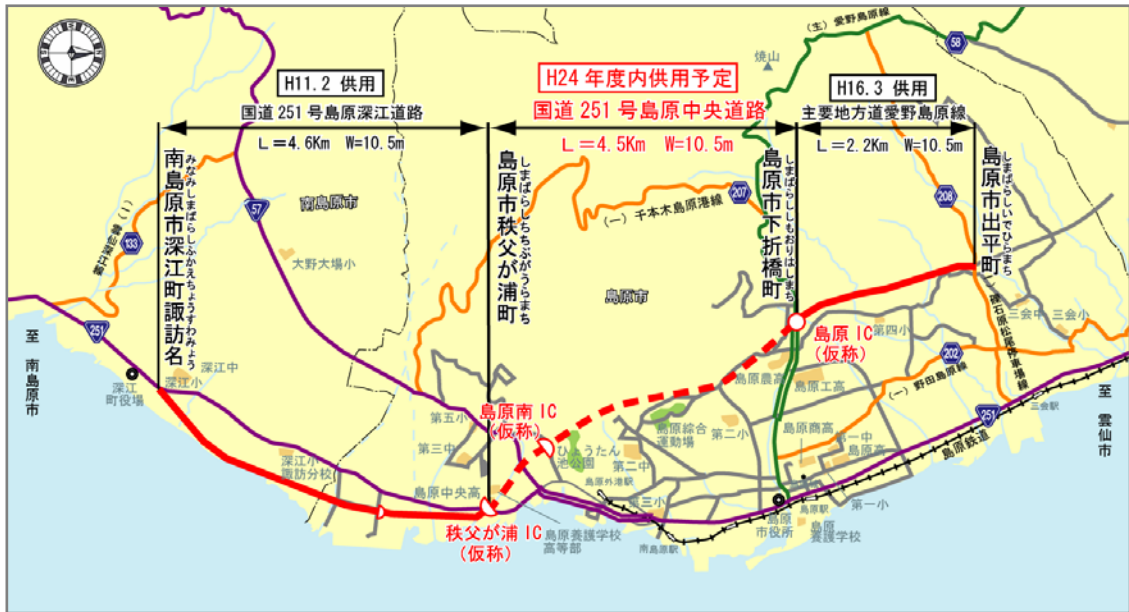 H11.2 供用
国道 251 号島原深江道路
L=4.6Km W=10.5m
H24 年度内供用予定
国道 251 号島原中央道路
L=4.5Km W=10.5m
H16.3 供用
主要地方道愛野島原線
L=2.2Km W=10.5m
(主) 愛野島原線
58
焼山
みなみしまばらしふかえちょうすわみょう
南島原市深江町諏訪名
しまばらしちちぶがうらまち
島原市秩父が浦町
しまばらししもおりはしまち
島原市下折橋町
しまばらしいでひらまち
島原市出平町
133
57
南島原市
大野大場小
207
(一) 千本木島原港線
島原市
208
251
至 南島原市
深江町役場
深江小
深江中
深江小
諏訪分校
第五小
第三中
島原中央高
島原南 IC
(仮称)
ひょうたん
池公園
秩父が浦 IC
(仮称)
島原養護学校
高等部
島原外港駅
島原綜合
運動場
第二中
第二小
第三小
南島原駅
島原 IC
(仮称)
島原農高
島原工高
第四小
202
(一) 野田島原線
島原商高
第一中
島原高
島原駅
第一小
島原
市役所
島原
養護学校
島原鉄道
251
三会中
三会小
三会駅
礫石原松尾停車場線
至 雲仙市